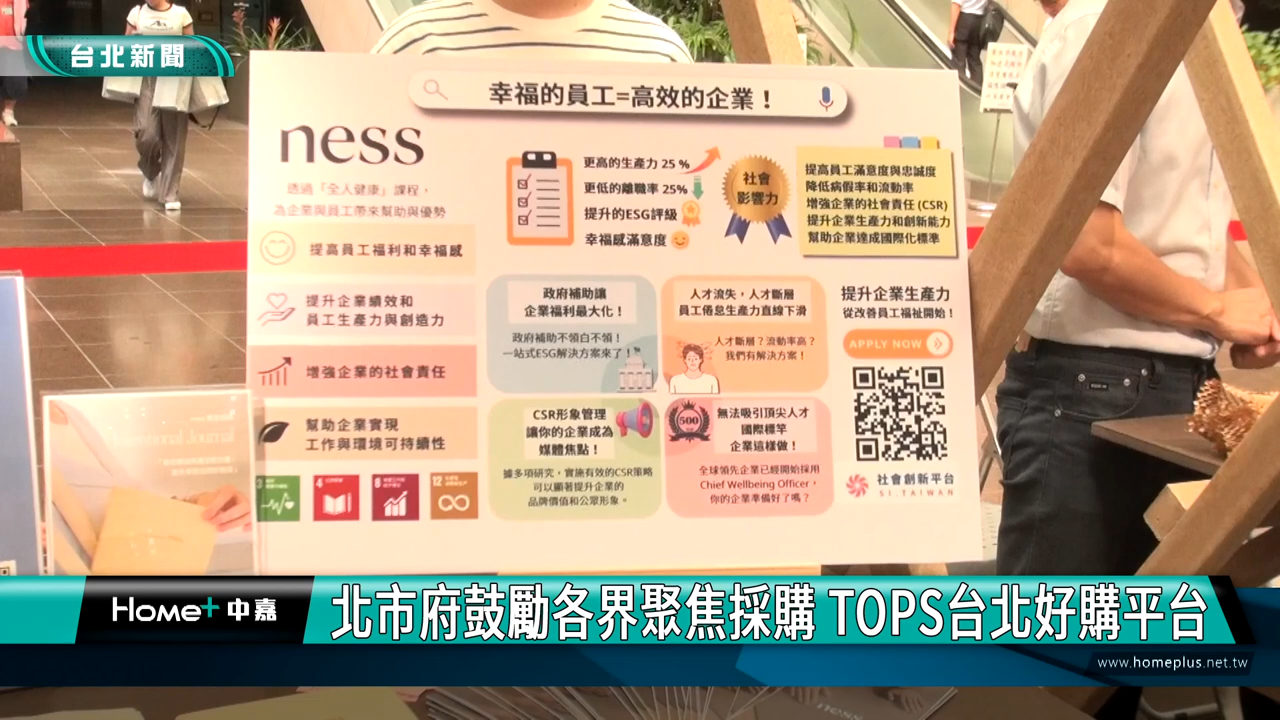 台北新聞
幸福的員工=高效的企業！
ness
透過「全人健康」課程，
為企業與員工帶來幫助與優勢
提高員工福利和幸福感
提升企業績效和
員工生產力與創造力
增強企業的社會責任
幫助企業實現
工作與環境可持續性
3
4
8
12
更高的生產力 25 %
更低的離職率 25%
提升的ESG評級
幸福感滿意度
社會
影響力
提高員工滿意度與忠誠度
降低病假率和流動率
增強企業的社會責任 (CSR)
提升企業生產力和創新能力
幫助企業達成國際化標準
政府補助讓
企業福利最大化！
政府補助不領白不領！
一站式ESG解決方案來了！
人才流失，人才斷層
員工倦怠生產力直線下滑
人才斷層？流動率高？
我們有解決方案！
CSR形象管理
讓你的企業成為
媒體焦點！
據多項研究，實施有效的CSR策略
可以顯著提升企業的
品牌價值和公眾形象。
500
無法吸引頂尖人才
國際標竿
企業這樣做！
全球領先企業已經開始採用
Chief Wellbeing Officer，
你的企業準備好了嗎？
提升企業生產力
從改善員工福祉開始！
APPLY NOW
社會創新平台
SI.TAIWAN
Home+中嘉
北市府鼓勵各界聚焦採購 TOPS台北好購平台
www.homeplus.net.tw